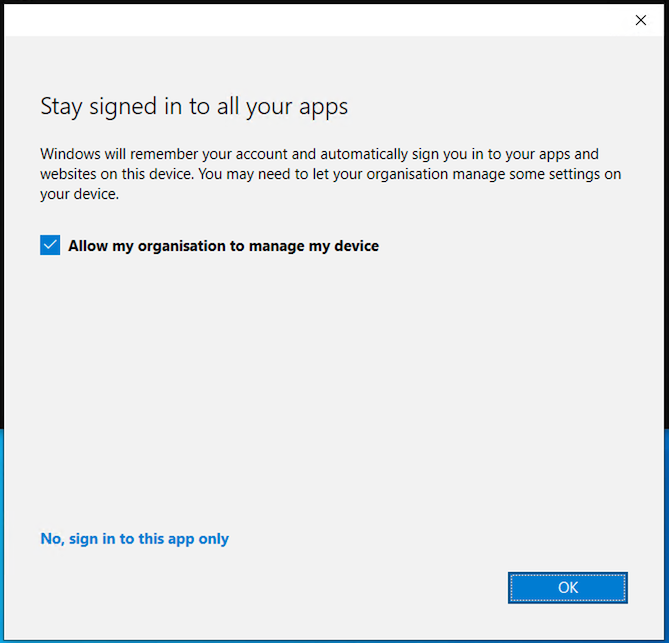 Stay signed in to all your apps
Windows will remember your account and automatically sign you in to your apps and
websites on this device. You may need to let your organisation manage some settings on
your device.
Allow my organisation to manage my device
No, sign in to this app only
OK